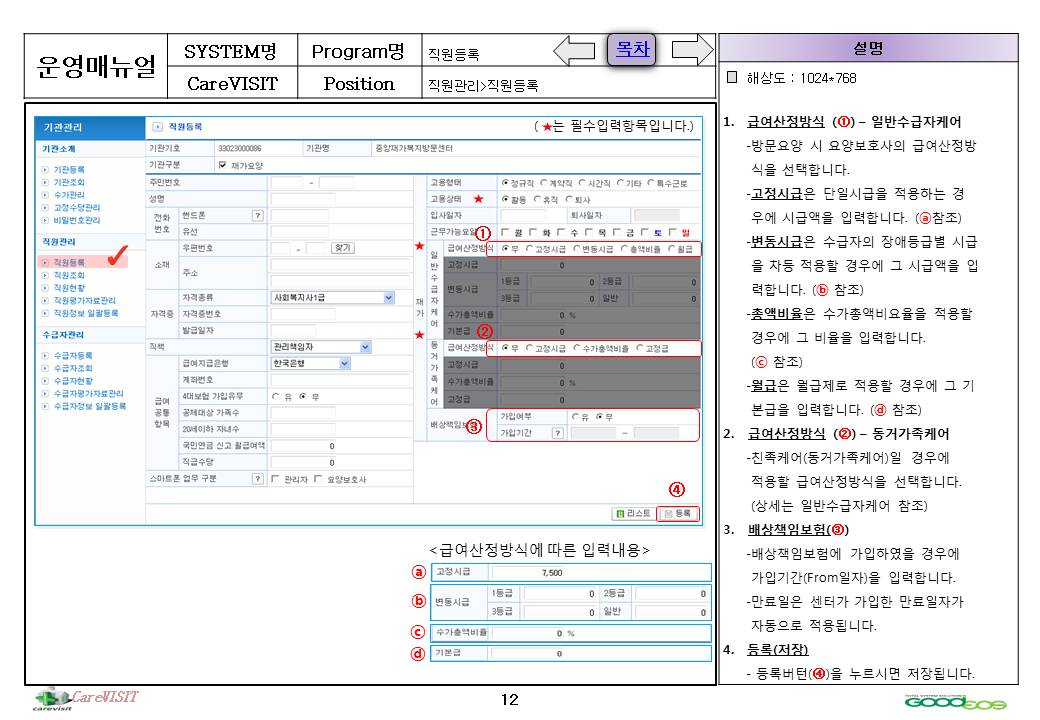 운영매뉴얼
SYSTEM명
Program명
직원등록
목차
CareVISIT
Position
직원관리>직원등록
설명
해상도 : 1024*768
기관관리
기관소개
기관등록
기관조회
수가관리
고정수당관리
비밀번호관리
직원관리
직원등록
직원조회
직원현황
직원평가자료관리
직원정보 일괄등록
수급자관리
수급자등록
수급자조회
수급자현황
수급자평가자료관리
수급자정보 일괄등록
직원등록
( ★는 필수입력항목입니다.)
기관기호 33023000086 기관명 중앙재가복지방문센터
기관구분 재가요양
주민번호 -
성명
전화번호
핸드폰 ?
유선
소재
우편번호 - 찾기
주소
자격증
자격종류 사회복지사1급
자격증번호
발급일자
직책 관리책임자
급여공통항목
급여지급은행 한국은행
계좌번호
4대보험 가입유무 유 무
공제대상 가족수
20세이하 자녀수
국민연금 신고 월급여액 0
직급수당 0
스마트폰 업무 구분 ? 관리자 요양보호사
고용형태 정규직 계약직 시간직 기타 특수근로
고용상태 ★ 활동 휴직 퇴사
입사일자 퇴사일자
근무가능요일 월 화 수 목 금 토 일
①
★
재가
★
일반수급자케어
급여산정방식 무 고정시급 변동시급 총액비율 월급
고정시급 0
변동시급 1등급 0 2등급 0
3등급 0 일반 0
수가총액비율 0 %
기본급 0
②
동거가족케어
급여산정방식 무 고정시급 수가총액비율 고정급
고정시급 0
수가총액비율 0 %
고정급 0
③
배상책임보험
가입여부 유 무
가입기간 ? ~
④
리스트 등록
<급여산정방식에 따른 입력내용>
ⓐ 고정시급 7,500
ⓑ 변동시급 1등급 0 2등급 0
3등급 0 일반 0
ⓒ 수가총액비율 0 %
ⓓ 기본급 0
1. 급여산정방식 (①) – 일반수급자케어
-방문요양 시 요양보호사의 급여산정방
식을 선택합니다.
-고정시급은 단일시급을 적용하는 경
우에 시급액을 입력합니다. (ⓐ참조)
-변동시급은 수급자의 장애등급별 시급
을 차등 적용할 경우에 그 시급액을 입
력합니다. (ⓑ 참조)
-총액비율은 수가총액비요율을 적용할
경우에 그 비율을 입력합니다.
(ⓒ 참조)
-월급은 월급제로 적용할 경우에 그 기
본급을 입력합니다. (ⓓ 참조)
2. 급여산정방식 (②) – 동거가족케어
-친족케어(동거가족케어)일 경우에
적용할 급여산정방식을 선택합니다.
(상세는 일반수급자케어 참조)
3. 배상책임보험(③)
-배상책임보험에 가입하였을 경우에
가입기간(From일자)을 입력합니다.
-만료일은 센터가 가입한 만료일자가
자동으로 적용됩니다.
4. 등록(저장)
- 등록버턴(④)을 누르시면 저장됩니다.
CareVISIT
carevisit
12
TOTAL SYSTEM SOLUTION
GOODEOS